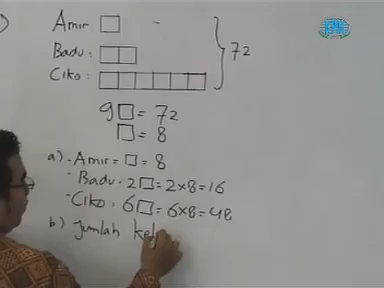 Amir: □
Badu: □□
Ciko: □□□□□□
72
9□ = 72
□ = 8
a) - Amir = □ = 8
- Badu = 2□ = 2×8 = 16
- Ciko = 6□ = 6×8 = 48
b) Jumlah kel